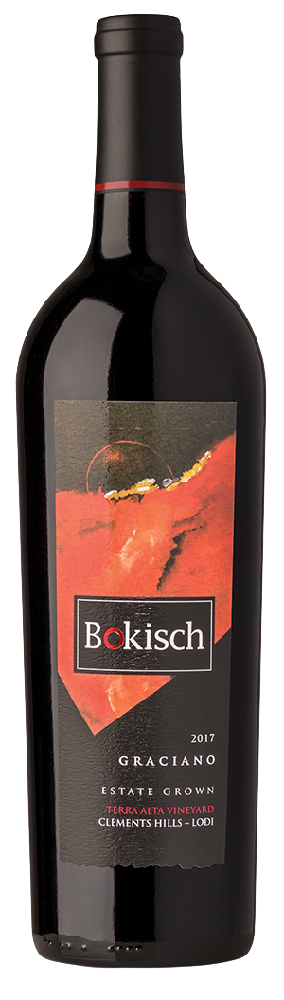 Bokisch
2017
GRACIANO
ESTATE GROWN
TERRA ALTA VINEYARD
CLEMENTS HILLS – LODI